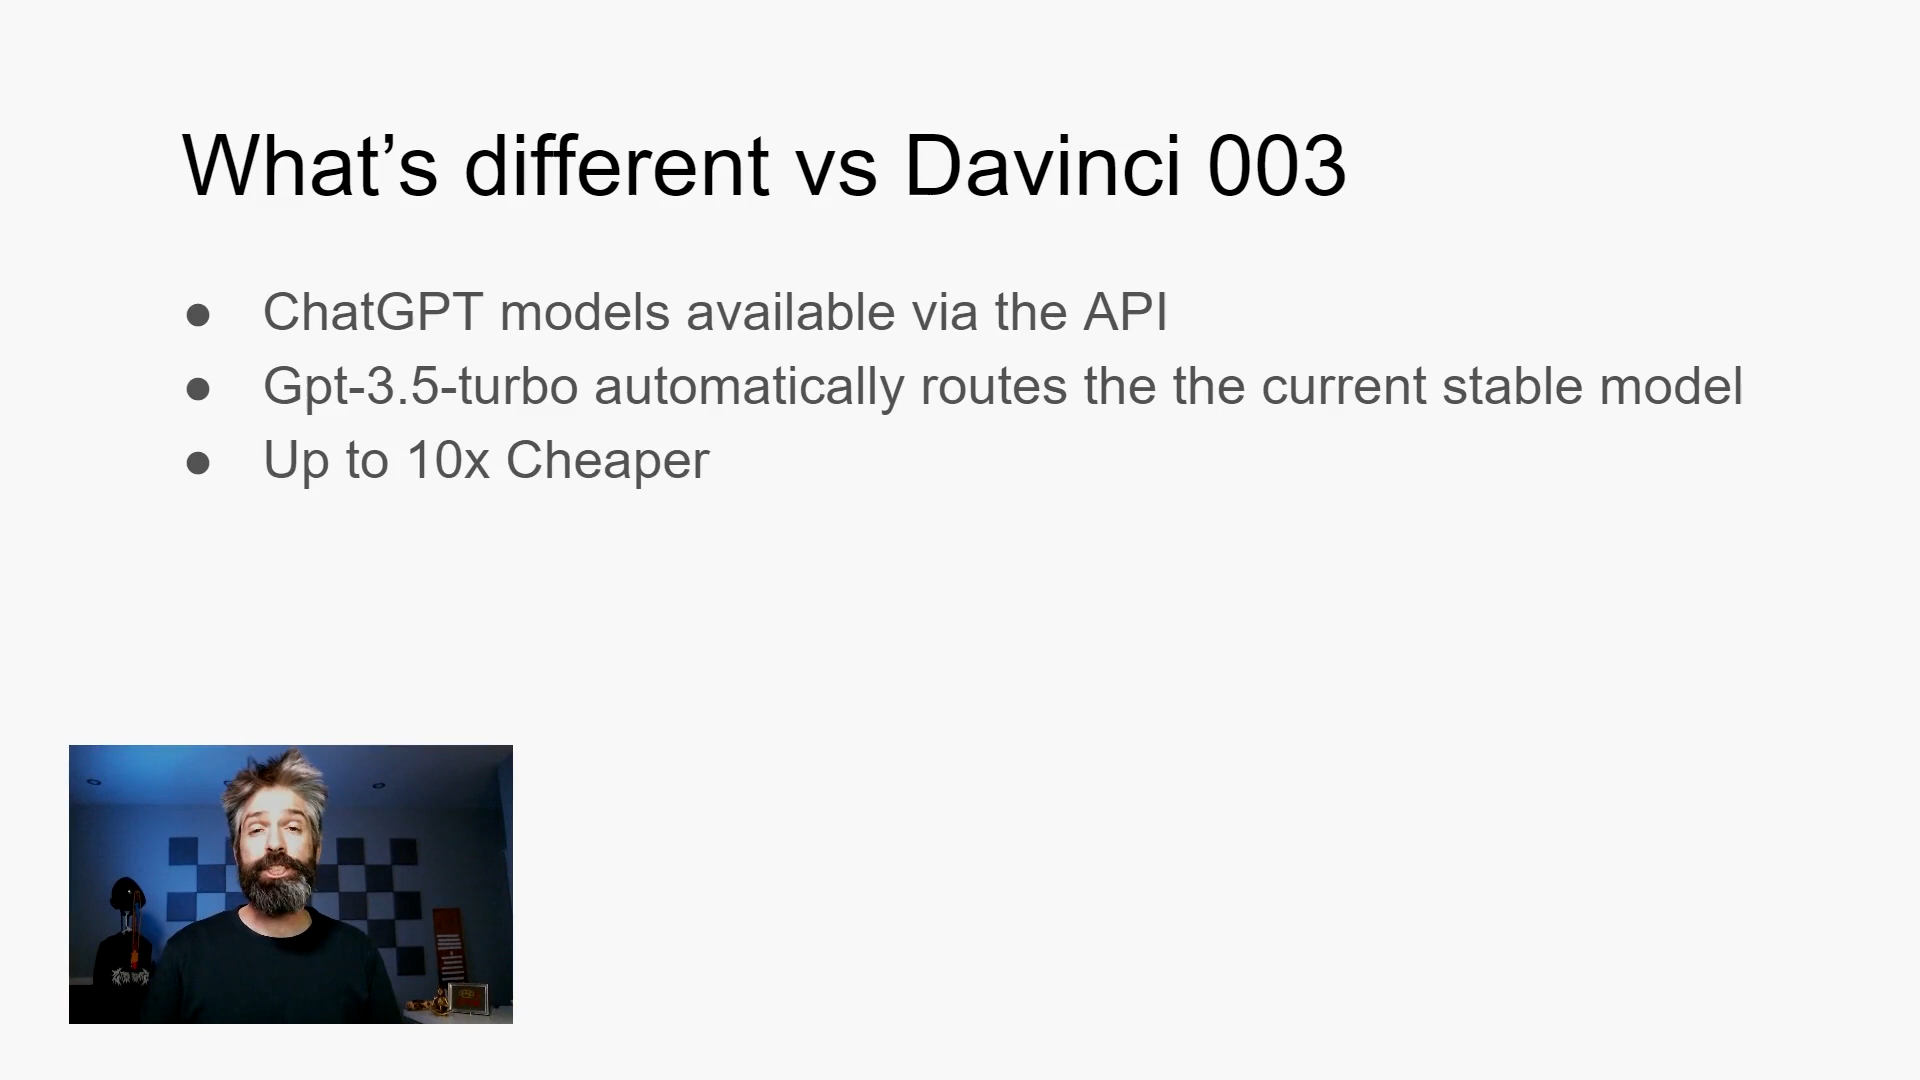 What’s different vs Davinci 003
● ChatGPT models available via the API
● Gpt-3.5-turbo automatically routes the the current stable model
● Up to 10x Cheaper